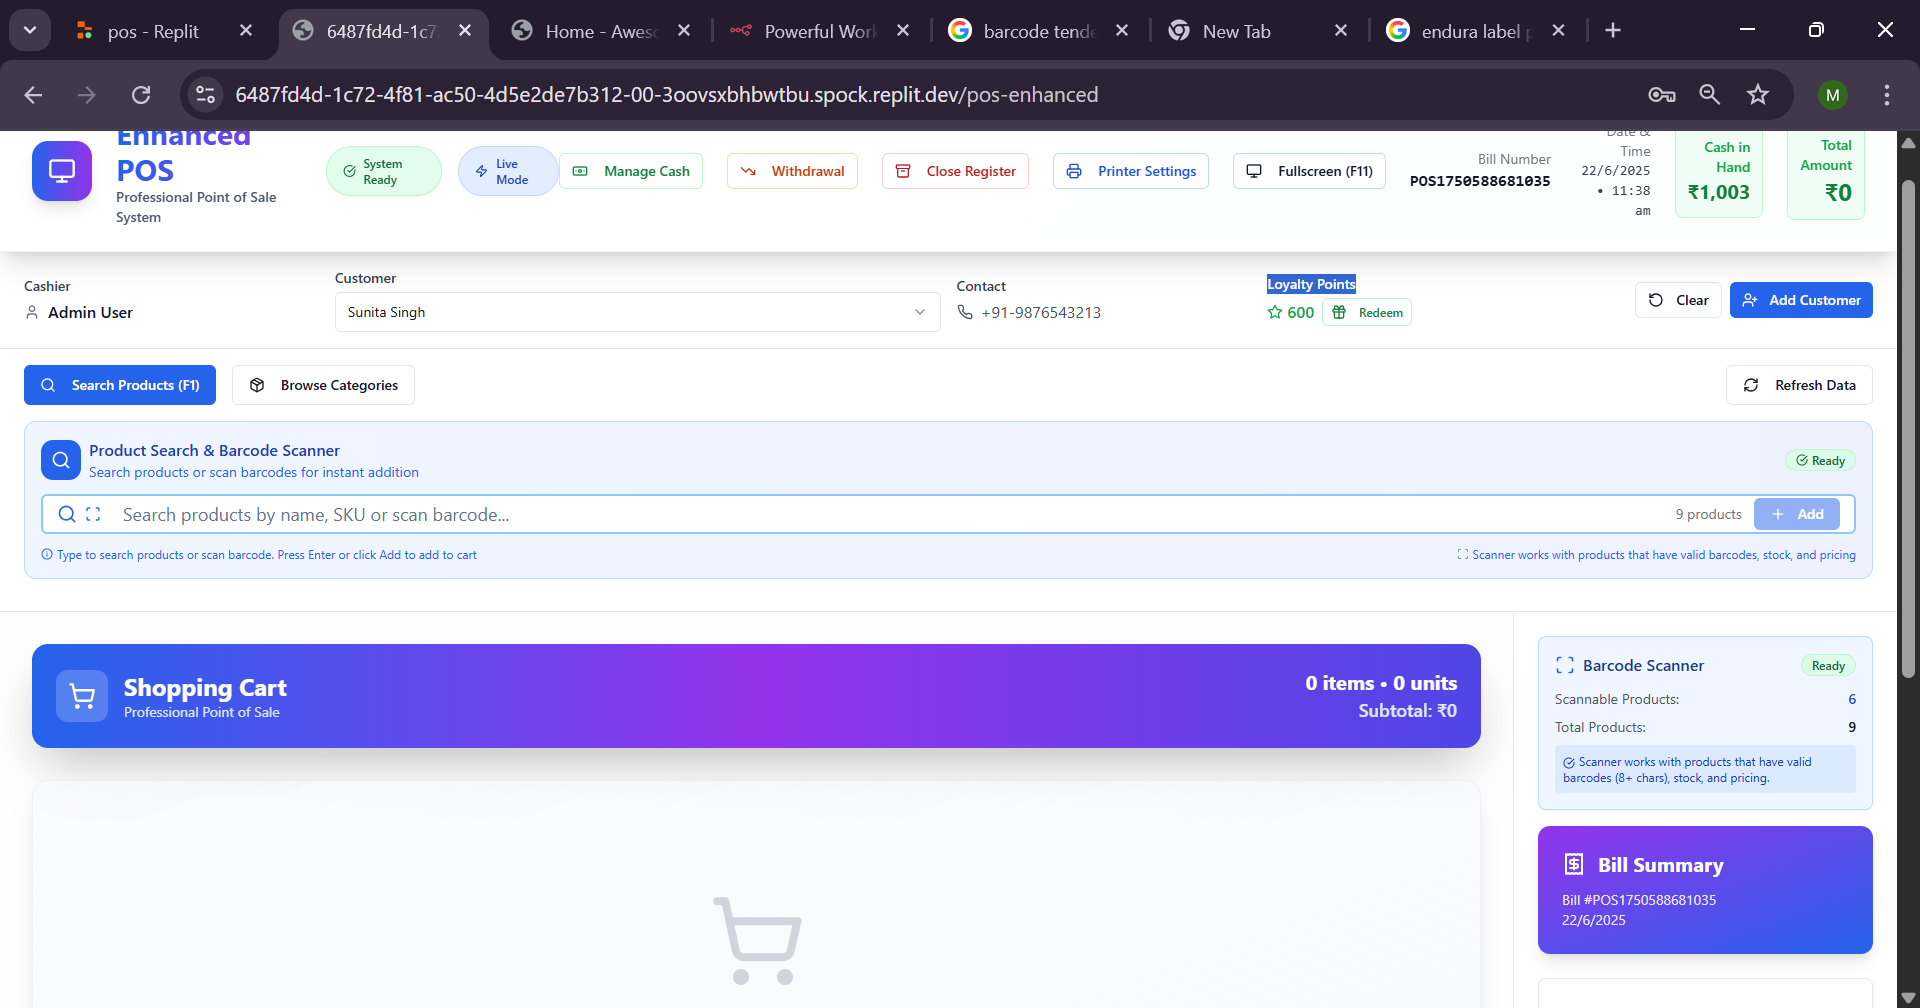 pos - Replit
6487fd4d-1c7
Home - Awes
Powerful Work
barcode tende
New Tab
endura label p
6487fd4d-1c72-4f81-ac50-4d5e2de7b312-00-3oovsxbhbwtbu.spock.replit.dev/pos-enhanced
M
Enhanced
POS
Professional Point of Sale
System
System
Ready
Live
Mode
Manage Cash
Withdrawal
Close Register
Printer Settings
Fullscreen (F11)
Bill Number
POS1750588681035
Date &
Time
22/6/2025
• 11:38
am
Cash in
Hand
₹1,003
Total
Amount
₹0
Cashier
Admin User
Customer
Sunita Singh
Contact
+91-9876543213
Loyalty Points
600
Redeem
Clear
Add Customer
Search Products (F1)
Browse Categories
Refresh Data
Product Search & Barcode Scanner
Search products or scan barcodes for instant addition
Ready
Search products by name, SKU or scan barcode...
9 products
+ Add
Type to search products or scan barcode. Press Enter or click Add to add to cart
Scanner works with products that have valid barcodes, stock, and pricing
Shopping Cart
Professional Point of Sale
0 items • 0 units
Subtotal: ₹0
Barcode Scanner
Ready
Scannable Products: 6
Total Products: 9
Scanner works with products that have valid
barcodes (8+ chars), stock, and pricing.
Bill Summary
Bill #POS1750588681035
22/6/2025